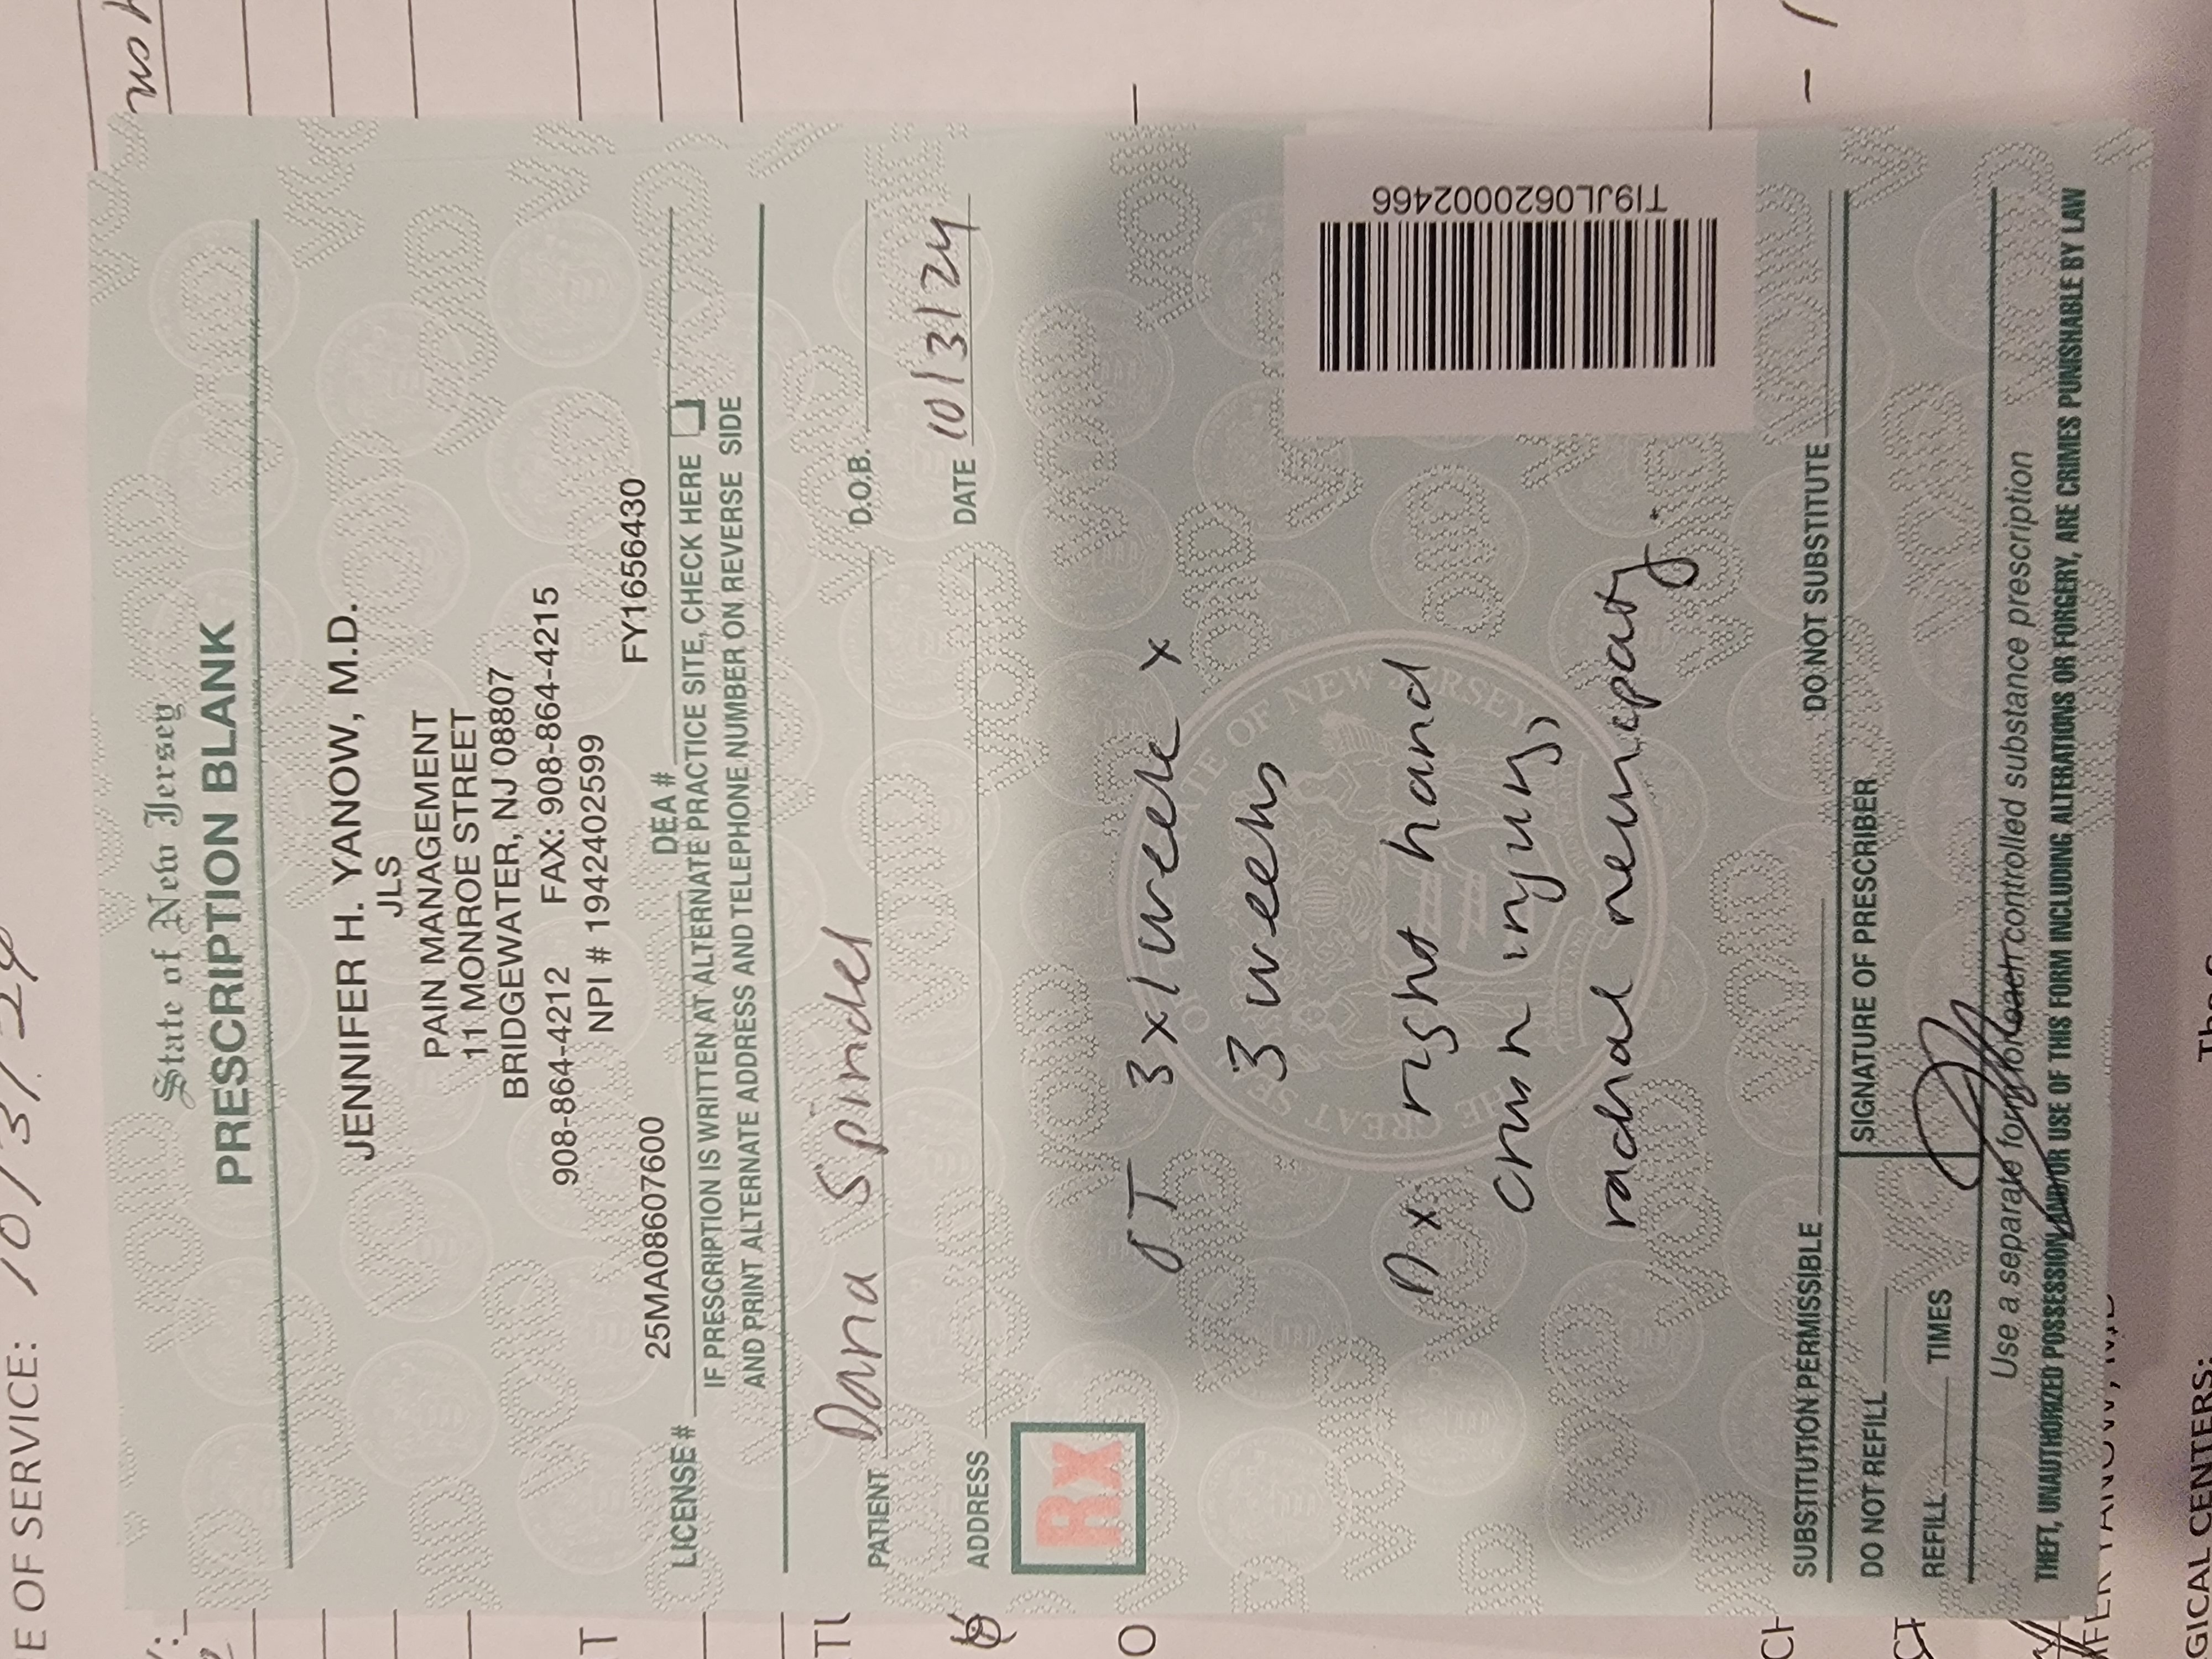 E OF SERVICE: 10/3/24
State of New Jersey
PRESCRIPTION BLANK
JENNIFER H. YANOW, M.D.
JLS
PAIN MANAGEMENT
11 MONROE STREET
BRIDGEWATER, NJ 08807
908-864-4212 FAX: 908-864-4215
NPI # 1942402599
LICENSE # 25MA08607600 DEA # FY1656430
IF PRESCRIPTION IS WRITTEN AT ALTERNATE PRACTICE SITE, CHECK HERE
AND PRINT ALTERNATE ADDRESS AND TELEPHONE NUMBER ON REVERSE SIDE
PATIENT Dana Spindel D.O.B.
ADDRESS DATE 10/3/24
Rx
OT 3x/week x
3 weeks
Dx: right hand
crush injury,
radial neuropathy.
TI9JL0620002466
SUBSTITUTION PERMISSIBLE DO NOT SUBSTITUTE
DO NOT REFILL SIGNATURE OF PRESCRIBER
REFILL TIMES
Use a separate form for each controlled substance prescription
THEFT, UNAUTHORIZED POSSESSION AND/OR USE OF THIS FORM INCLUDING ALTERATIONS OR FORGERY, ARE CRIMES PUNISHABLE BY LAW
IFER YANOW, MD
GICAL CENTERS: